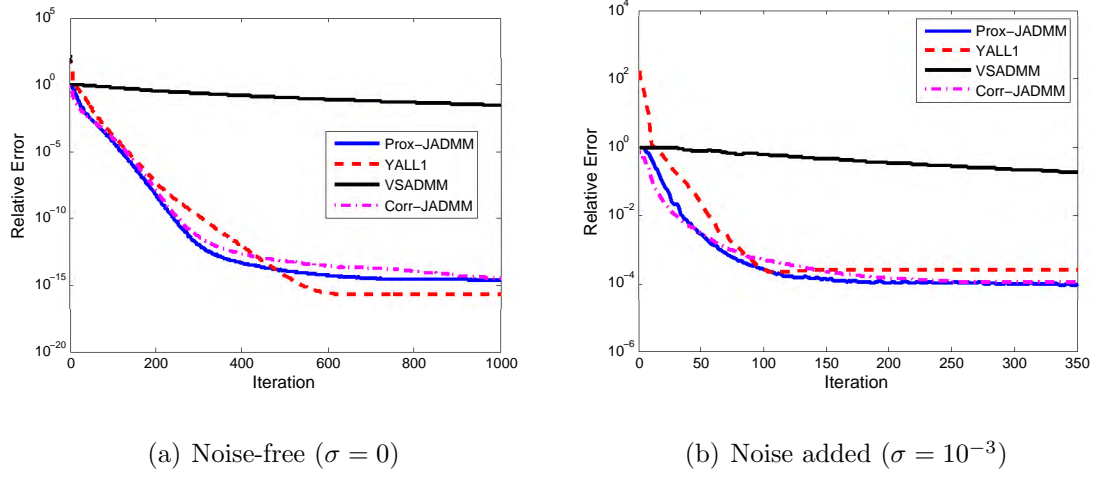 10^5
10^0
10^{-5}
10^{-10}
10^{-15}
10^{-20}
Relative Error
0 200 400 600 800 1000
Iteration
Prox-JADMM
YALL1
VSADMM
Corr-JADMM
(a) Noise-free (σ = 0)
10^4
10^2
10^0
10^{-2}
10^{-4}
10^{-6}
Relative Error
0 50 100 150 200 250 300 350
Iteration
Prox-JADMM
YALL1
VSADMM
Corr-JADMM
(b) Noise added (σ = 10^{-3})